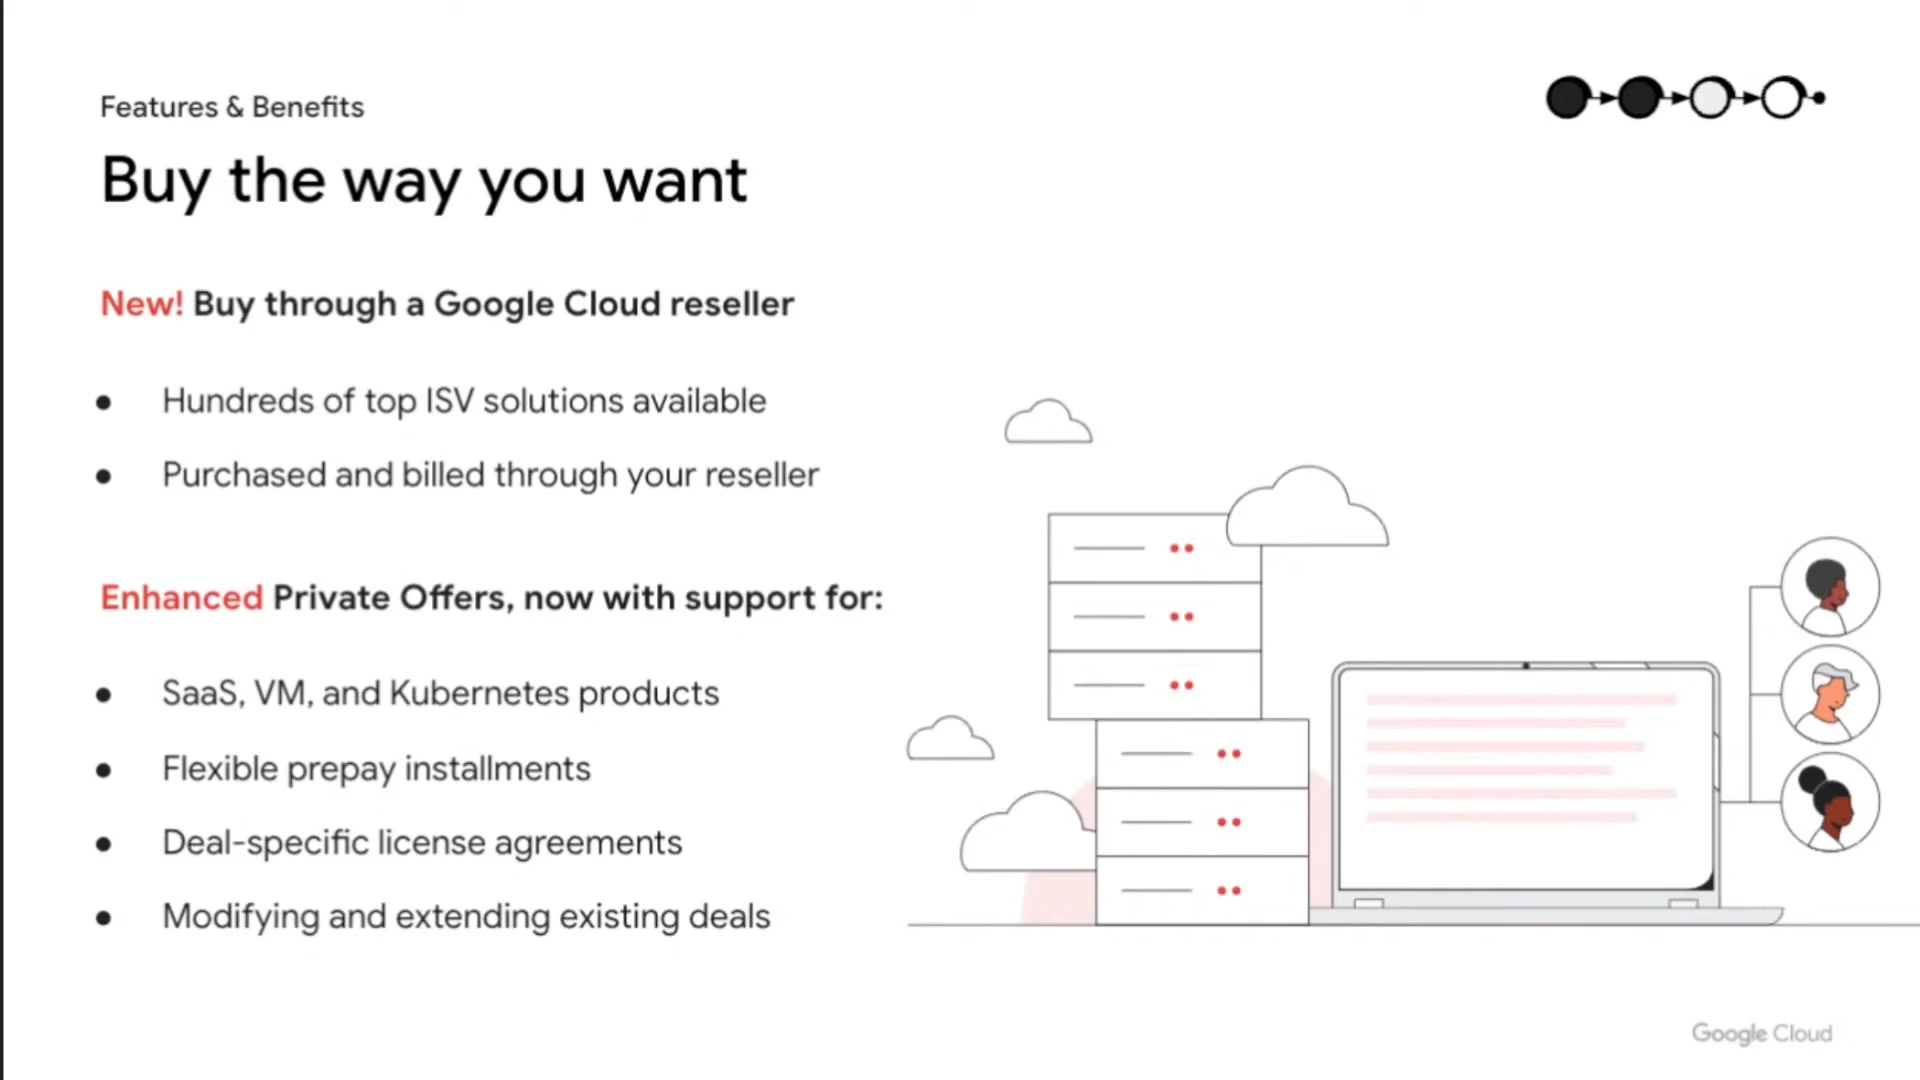 Features & Benefits
Buy the way you want
New! Buy through a Google Cloud reseller
● Hundreds of top ISV solutions available
● Purchased and billed through your reseller
Enhanced Private Offers, now with support for:
● SaaS, VM, and Kubernetes products
● Flexible prepay installments
● Deal-specific license agreements
● Modifying and extending existing deals
Google Cloud